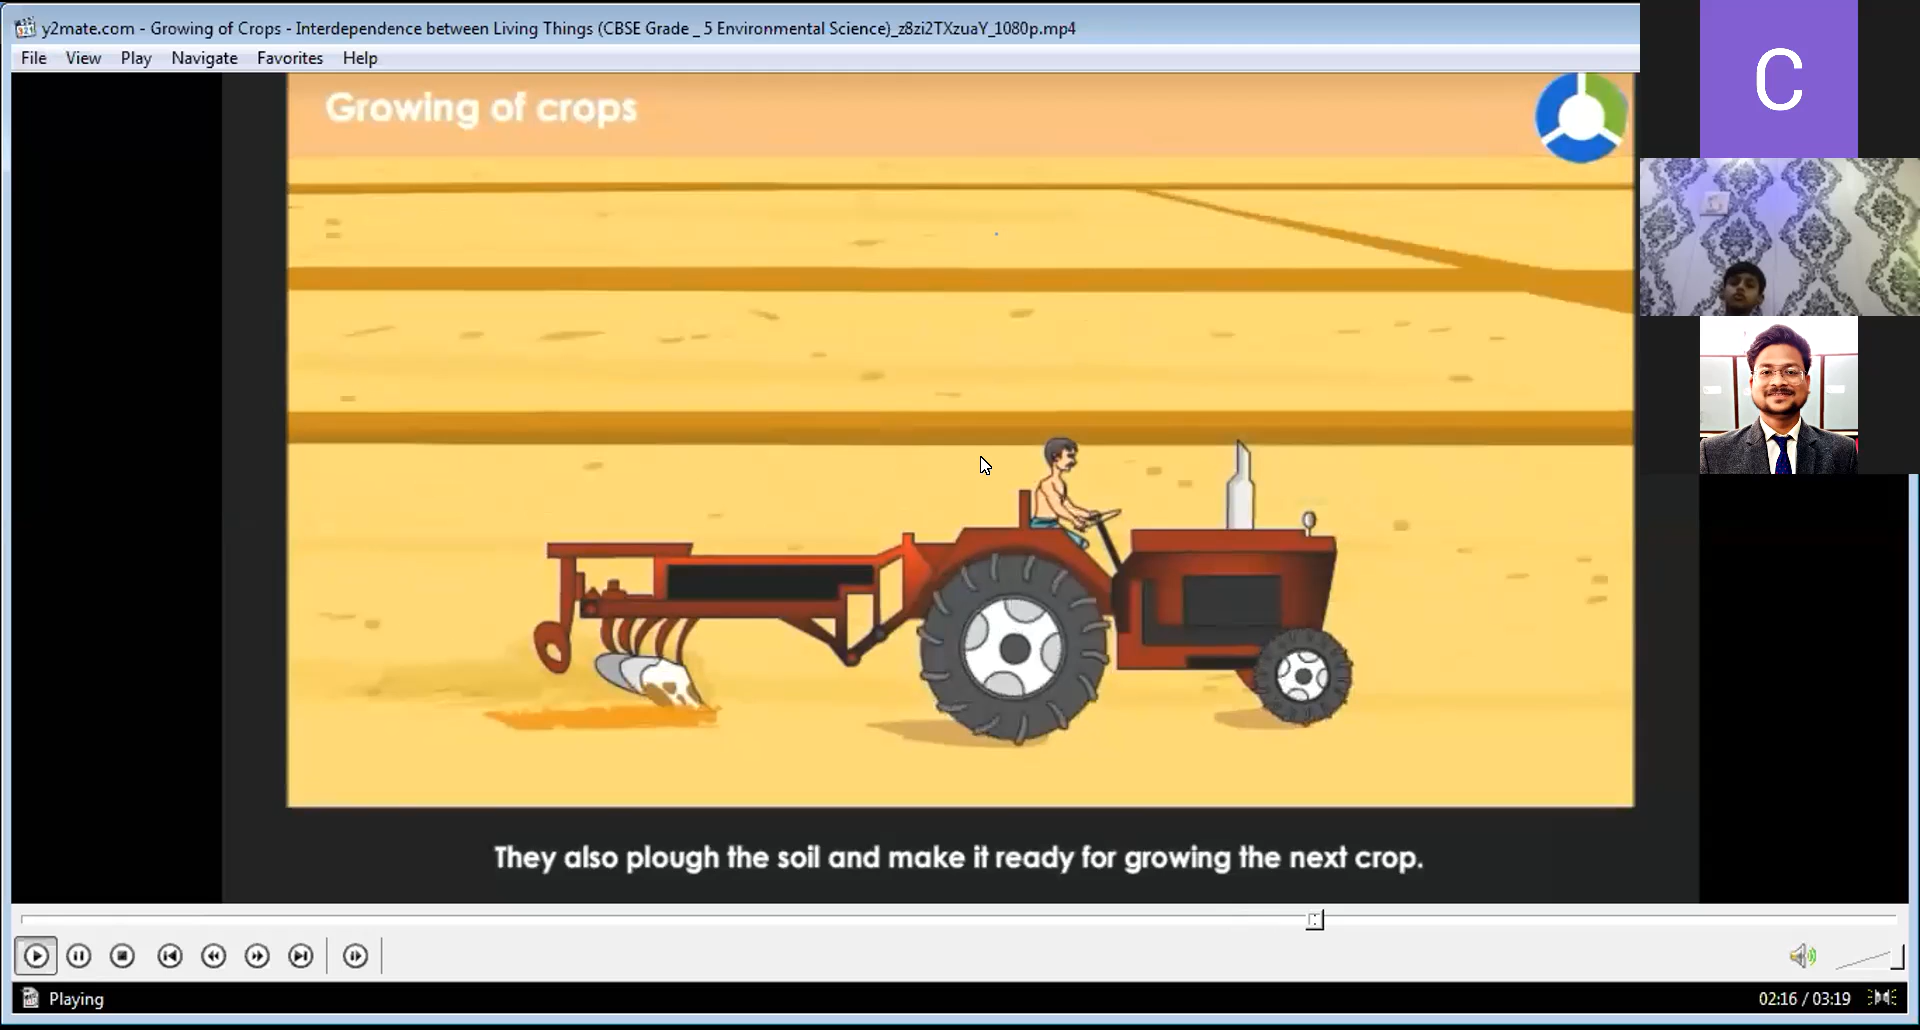 y2mate.com - Growing of Crops - Interdependence between Living Things (CBSE Grade _ 5 Environmental Science)_z8zi2TXzuaY_1080p.mp4
File View Play Navigate Favorites Help
Growing of crops
C
They also plough the soil and make it ready for growing the next crop.
Playing
02:16 / 03:19